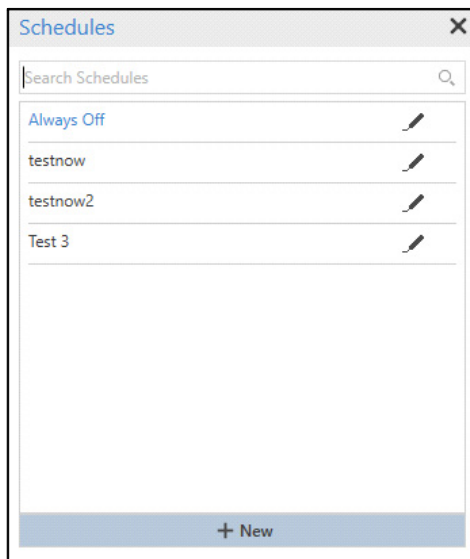 Schedules
Search Schedules
Always Off
testnow
testnow2
Test 3
New